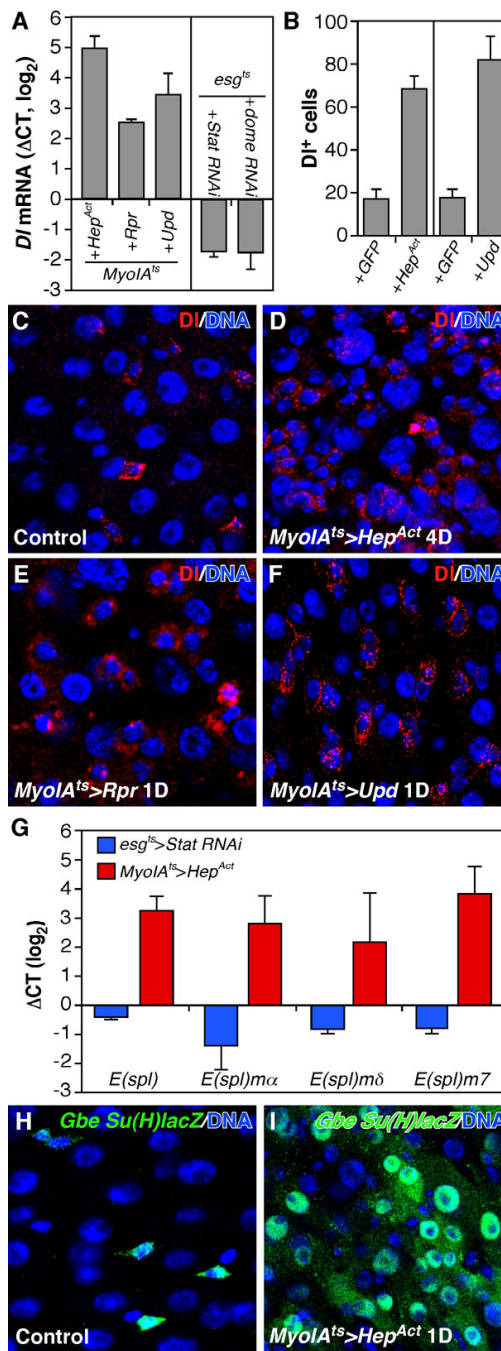 A
Dl mRNA (ΔCT, log2)
6
5
4
3
2
1
0
-1
-2
-3
+HepAct
+Rpr
+Upd
MyoIAts
esgts
+Stat RNAi
+dome RNAi
B
Dl+ cells
100
80
60
40
20
0
+GFP
+HepAct
+GFP
+Upd
C
Dl/DNA
Control
D
Dl/DNA
MyoIAts>HepAct 4D
E
Dl/DNA
MyoIAts>Rpr 1D
F
Dl/DNA
MyoIAts>Upd 1D
G
ΔCT (log2)
6
5
4
3
2
1
0
-1
-2
-3
esgts>Stat RNAi
MyoIAts>HepAct
E(spl)
E(spl)mα
E(spl)mδ
E(spl)m7
H
Gbe Su(H)lacZ/DNA
Control
I
Gbe Su(H)lacZ/DNA
MyoIAts>HepAct 1D